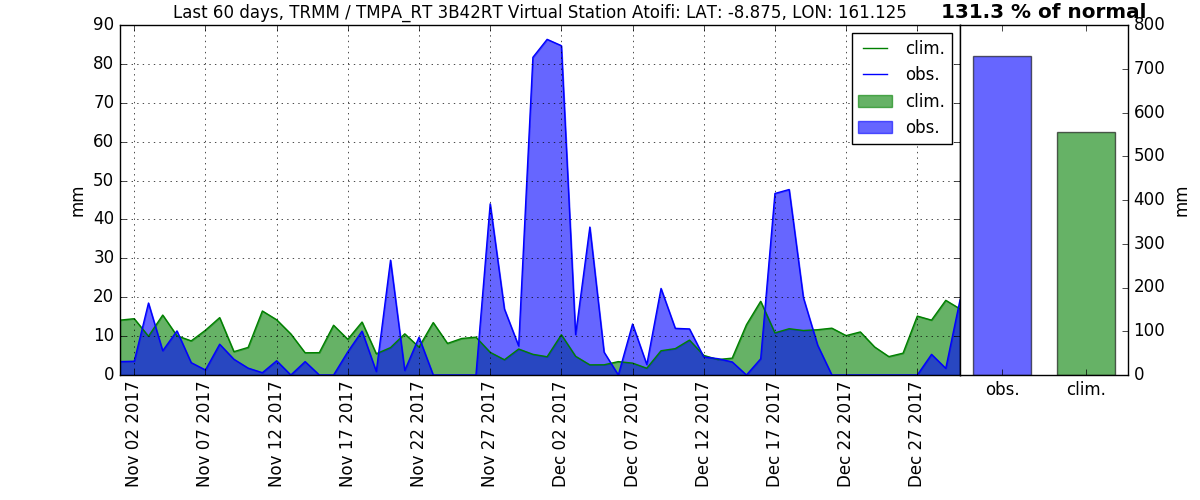 Last 60 days, TRMM / TMPA_RT 3B42RT Virtual Station Atoifi: LAT: -8.875, LON: 161.125
131.3 % of normal
90
80
70
60
50
40
30
20
10
0
mm
clim.
obs.
clim.
obs.
Nov 02 2017
Nov 07 2017
Nov 12 2017
Nov 17 2017
Nov 22 2017
Nov 27 2017
Dec 02 2017
Dec 07 2017
Dec 12 2017
Dec 17 2017
Dec 22 2017
Dec 27 2017
800
700
600
500
400
300
200
100
0
mm
obs.
clim.